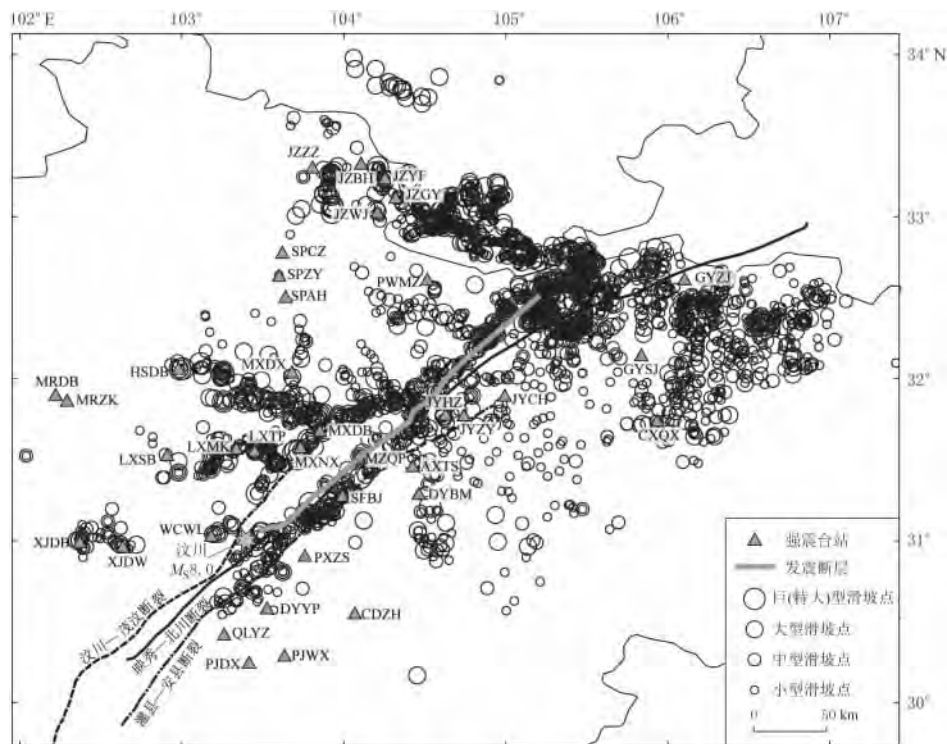 102° E
103°
104°
105°
106°
107°
34° N
JZZZ
JZBH
JZYF
JZGY
JZWJ
33°
SPCZ
SPZY
PWMZ
GYZJ
SPAH
HSDB
MXDX
32°
GYSJ
MRDB
MRZK
JYHZ
JYCH
JYZY
CXQX
MXDB
LXTP
LXMK
LXSB
MXNX
MZQP
AXTS
SFBJ
DYBM
WCWL
XJDB
XJDW
31°
汶川
Ms8.0
PXZS
DYYP
CDZH
QLYZ
PJDX
PJWX
30°
汶川—茂汶断裂
映秀—北川断裂
灌县—安县断裂
强震台站
发震断层
巨(特大)型滑坡点
大型滑坡点
中型滑坡点
小型滑坡点
0 50 km